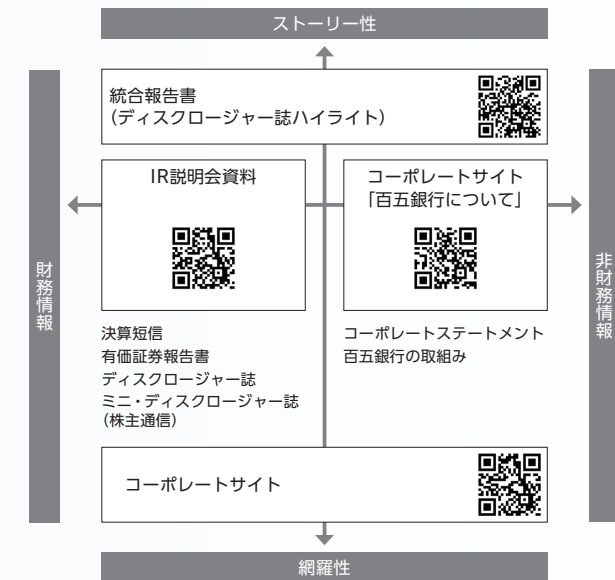 ストーリー性
統合報告書
（ディスクロージャー誌ハイライト）
財務情報
IR説明会資料
コーポレートサイト
「百五銀行について」
非財務情報
決算短信
有価証券報告書
ディスクロージャー誌
ミニ・ディスクロージャー誌
（株主通信）
コーポレートステートメント
百五銀行の取組み
コーポレートサイト
網羅性